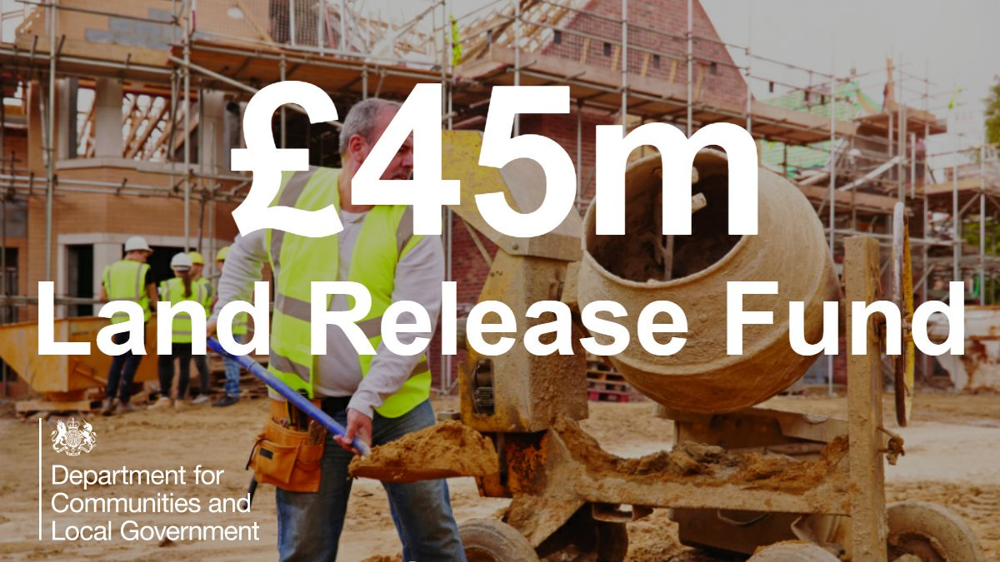 £45m
Land Release Fund
Department for
Communities and
Local Government